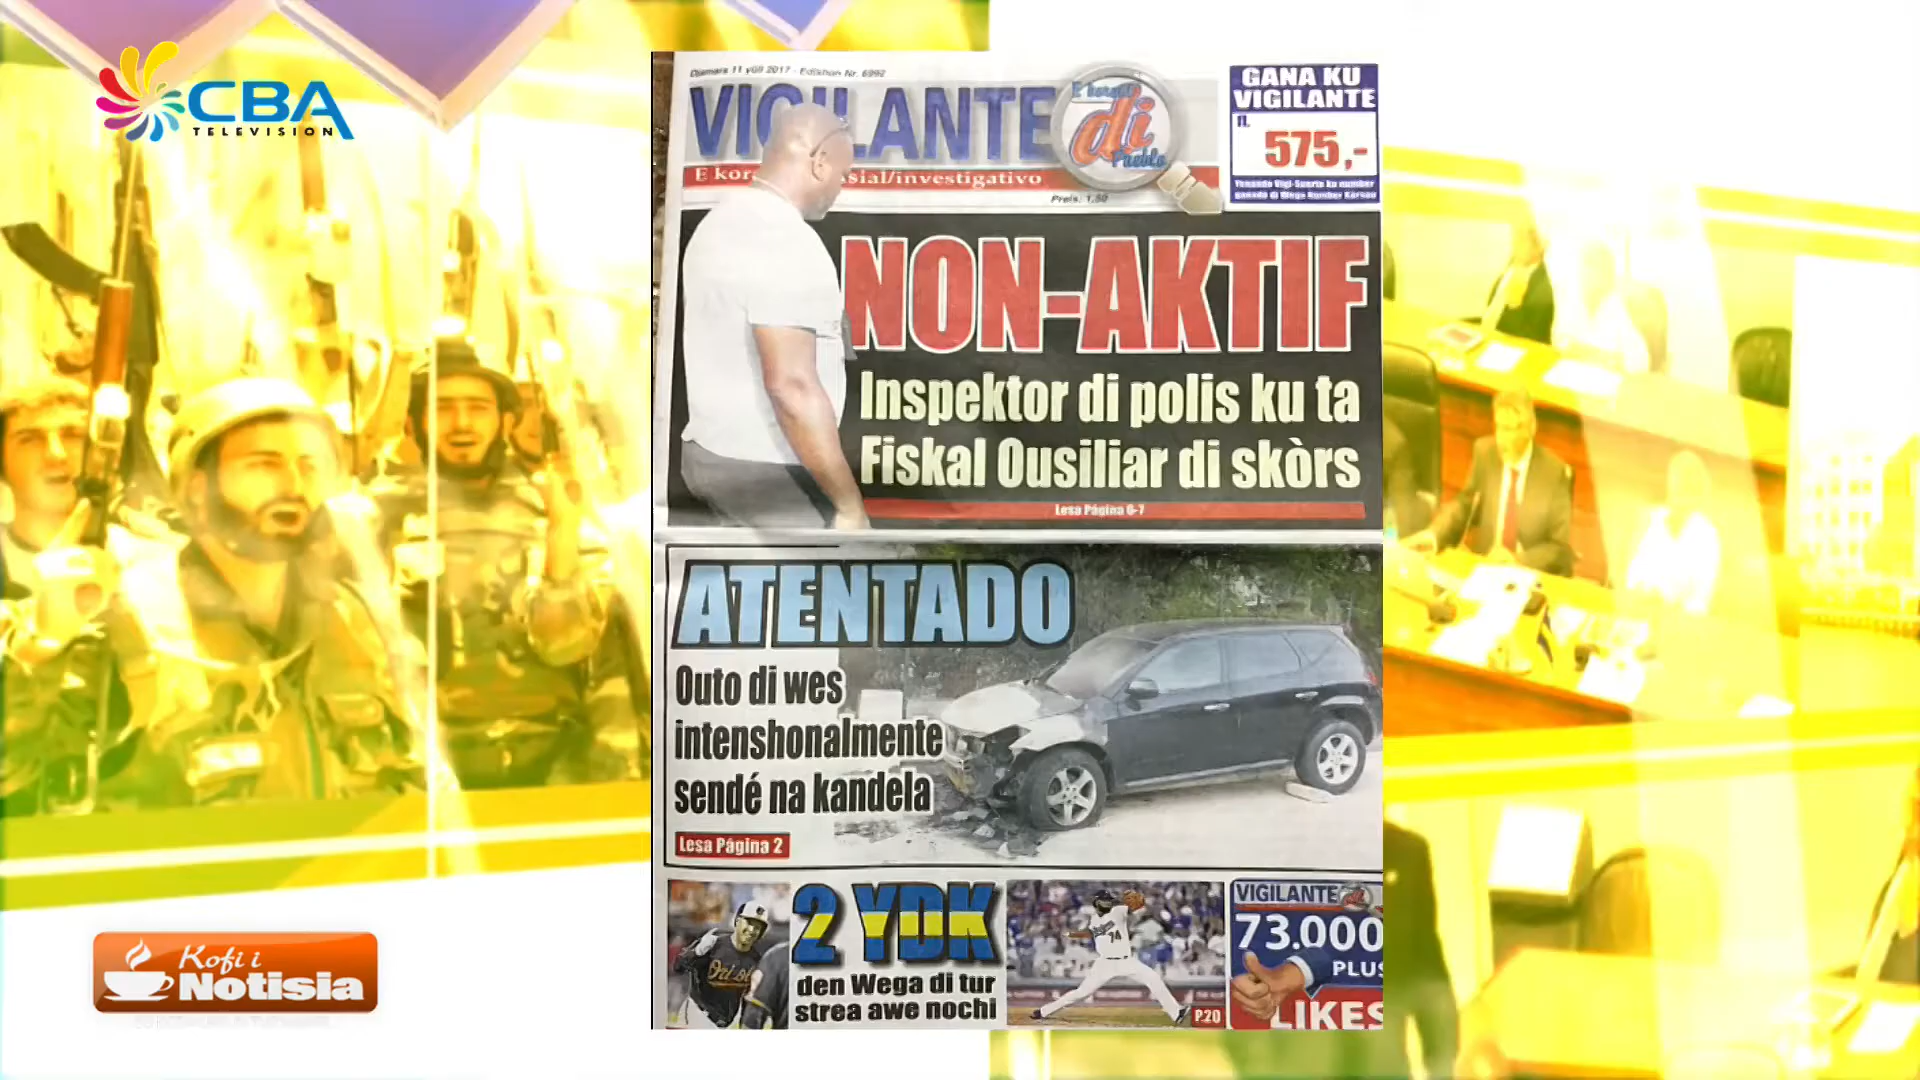 CBA
TELEVISION
Djamars 11 yüli 2017 - Edishon Nr. 6992
VIGILANTE
E korant di Pueblo
GANA KU
VIGILANTE
fl.
575,-
Preis: 1,50
NON-AKTIF
Inspektor di polis ku ta
Fiskal Ousiliar di skòrs
Lesa Página 6-7
ATENTADO
Outo di wes
intenshonalmente
sendé na kandela
Lesa Página 2
2 YDK
den Wega di tur
strea awe nochi
P.20
VIGILANTE
73.000
PLUS
LIKES
Kofi i
Notisia